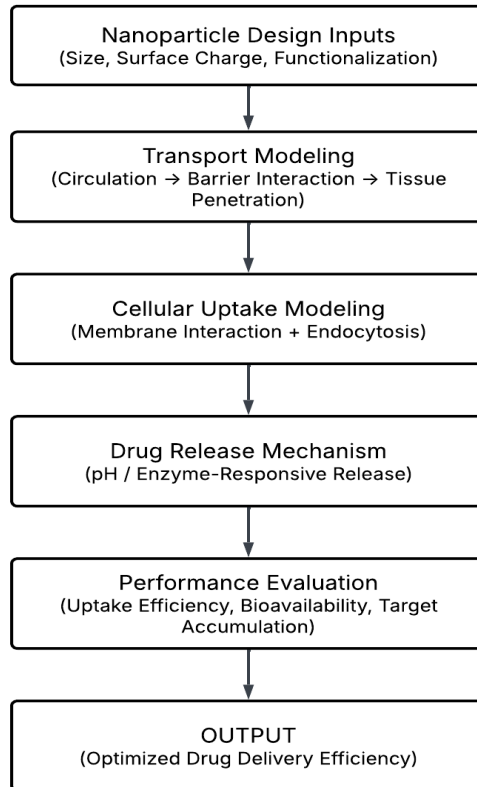 Nanoparticle Design Inputs
(Size, Surface Charge, Functionalization)
Transport Modeling
(Circulation → Barrier Interaction → Tissue
Penetration)
Cellular Uptake Modeling
(Membrane Interaction + Endocytosis)
Drug Release Mechanism
(pH / Enzyme-Responsive Release)
Performance Evaluation
(Uptake Efficiency, Bioavailability, Target
Accumulation)
OUTPUT
(Optimized Drug Delivery Efficiency)